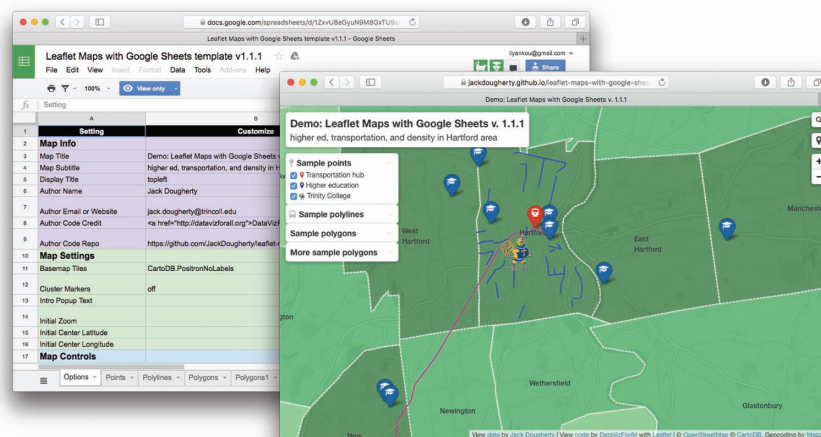 docs.google.com/spreadsheets/d/1ZxvU8eGyuN9M8GxTU9
Leaflet Maps with Google Sheets template v1.1.1 - Google Sheets
Leaflet Maps with Google Sheets template v1.1.1
ilyankou@gmail.com
File Edit View Insert Format Data Tools Add-ons Help
Share
100% View only
fx Setting
A B
1 Setting Customize
2 Map Info
3 Map Title Demo: Leaflet Maps with Google Sheets v
4 Map Subtitle higher ed, transportation, and density in H
5 Display Title topleft
6 Author Name Jack Dougherty
7 Author Email or Website jack.dougherty@trincoll.edu
8 Author Code Credit <a href="http://datavizforall.org">DataVizF
9 Author Code Repo https://github.com/JackDougherty/leaflet-
10 Map Settings
11 Basemap Tiles CartoDB.PositronNoLabels
12 Cluster Markers off
13 Intro Popup Text
14 Initial Zoom
15 Initial Center Latitude
16 Initial Center Longitude
17 Map Controls
Options Points Polylines Polygons Polygons1
jackdougherty.github.io/leaflet-maps-with-google-shee
Demo: Leaflet Maps with Google Sheets v. 1.1.1
Demo: Leaflet Maps with Google Sheets v. 1.1.1
higher ed, transportation, and density in Hartford area
Sample points
Transportation hub
Higher education
Trinity College
Sample polylines
Sample polygons
More sample polygons
West
Hartford
Hartford
East
Hartford
Manchest
ngton
Wethersfield
Newington
Glastonbury
New
View data by Jack Dougherty | View code by DataVizForAll with Leaflet | © OpenStreetMap © CartoDB, Geocoding by Map